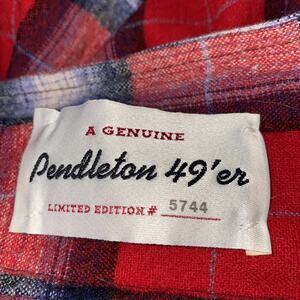 A GENUINE
Pendleton 49'er
LIMITED EDITION # 5744